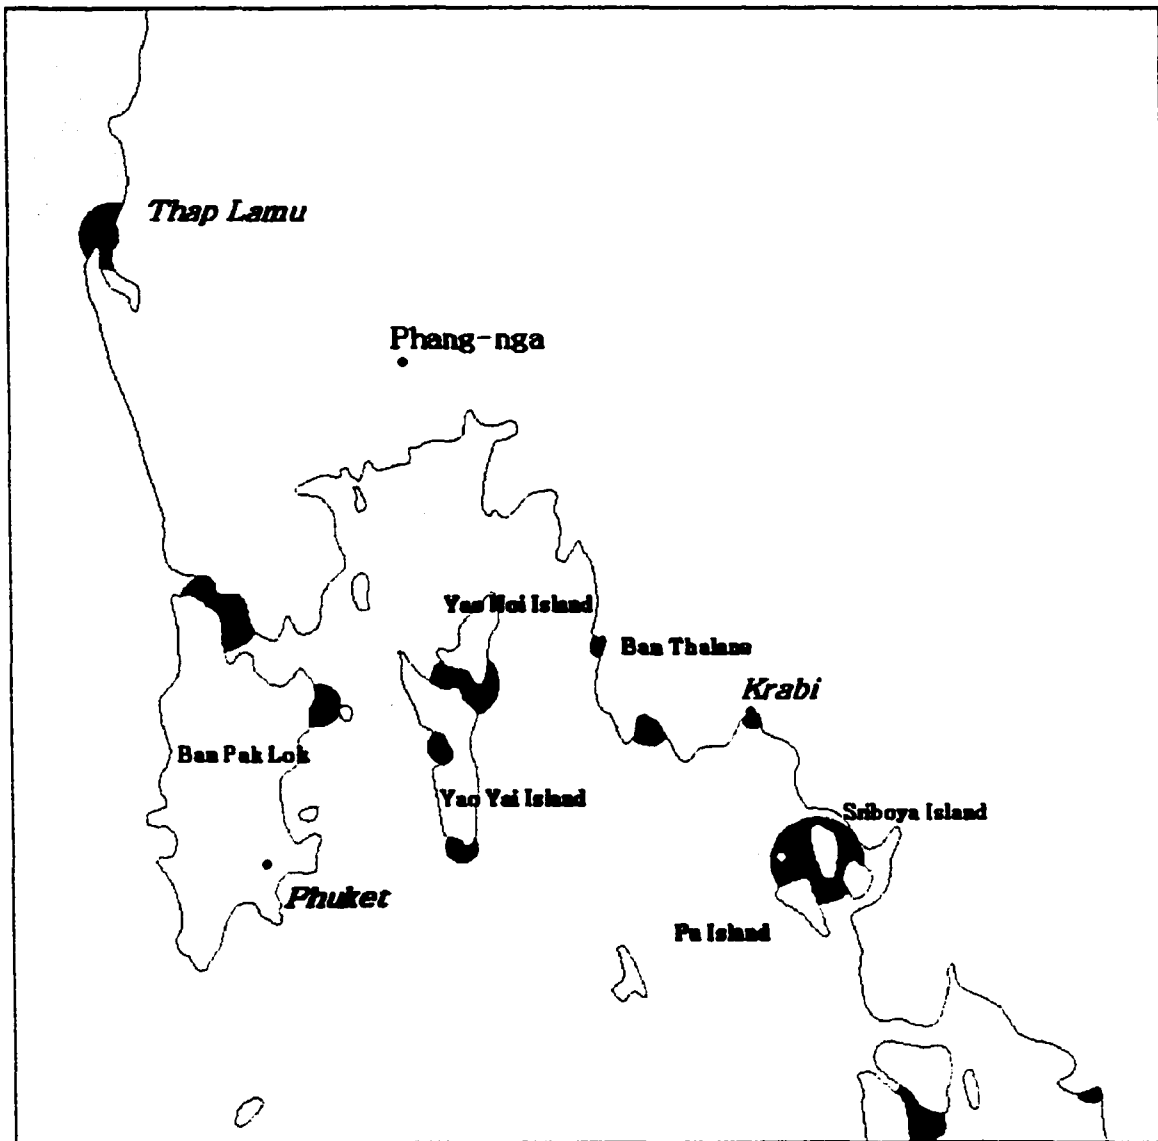 Thap Lamu
Phang-nga
Yao Noi Island
Ban Thalane
Krabi
Ban Pak Lok
Yao Yai Island
Sriboya Island
Phuket
Pu Island